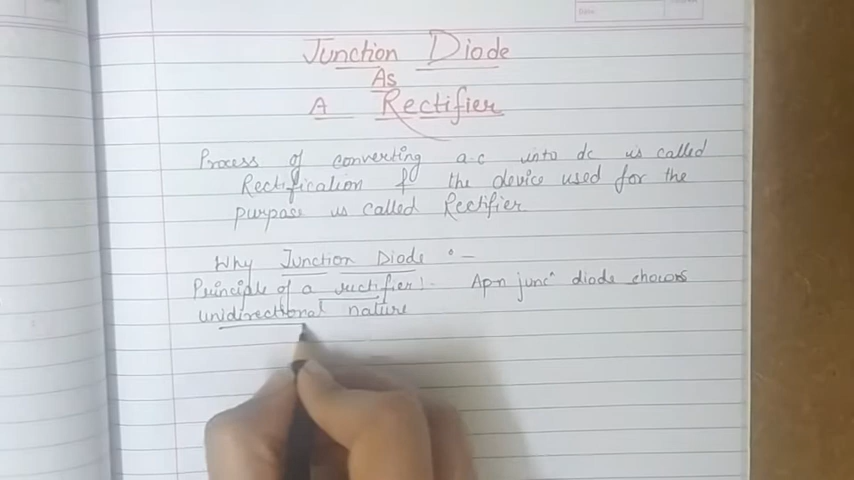 Junction Diode
As
A Rectifier
Process of converting a.c into dc is called
Rectification & the device used for the
purpose is called Rectifier
Why Junction Diode :-
Principle of a rectifier!- A p-n juncⁿ diode shows
unidirectional nature